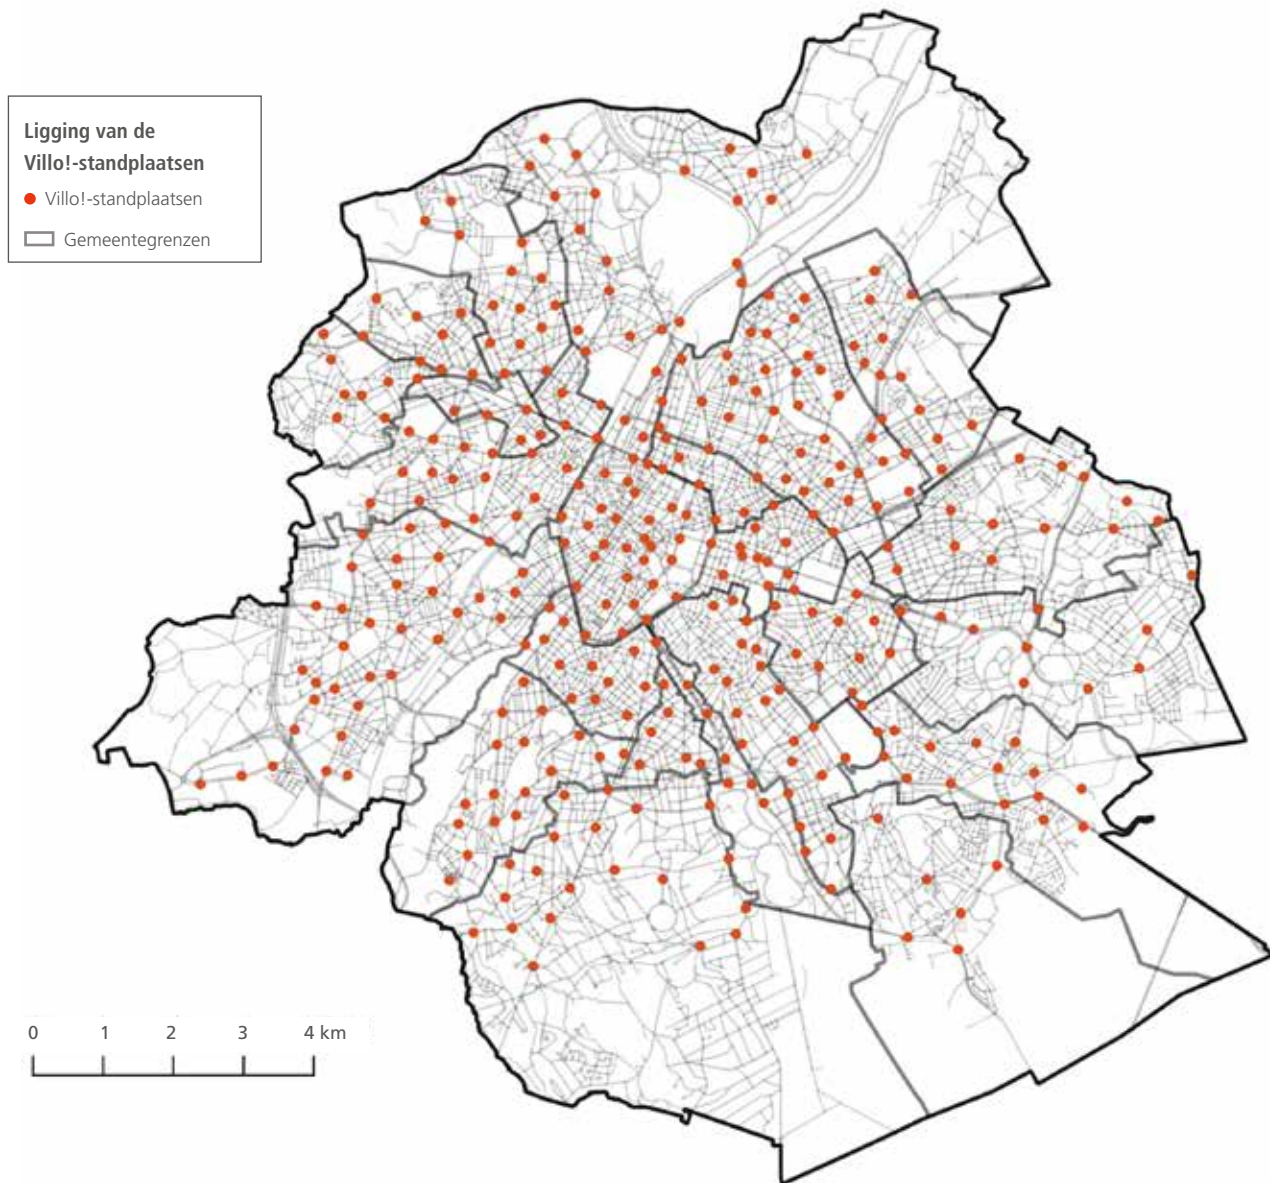 Ligging van de
Villo!-standplaatsen
Villo!-standplaatsen
Gemeentegrenzen
0 1 2 3 4 km